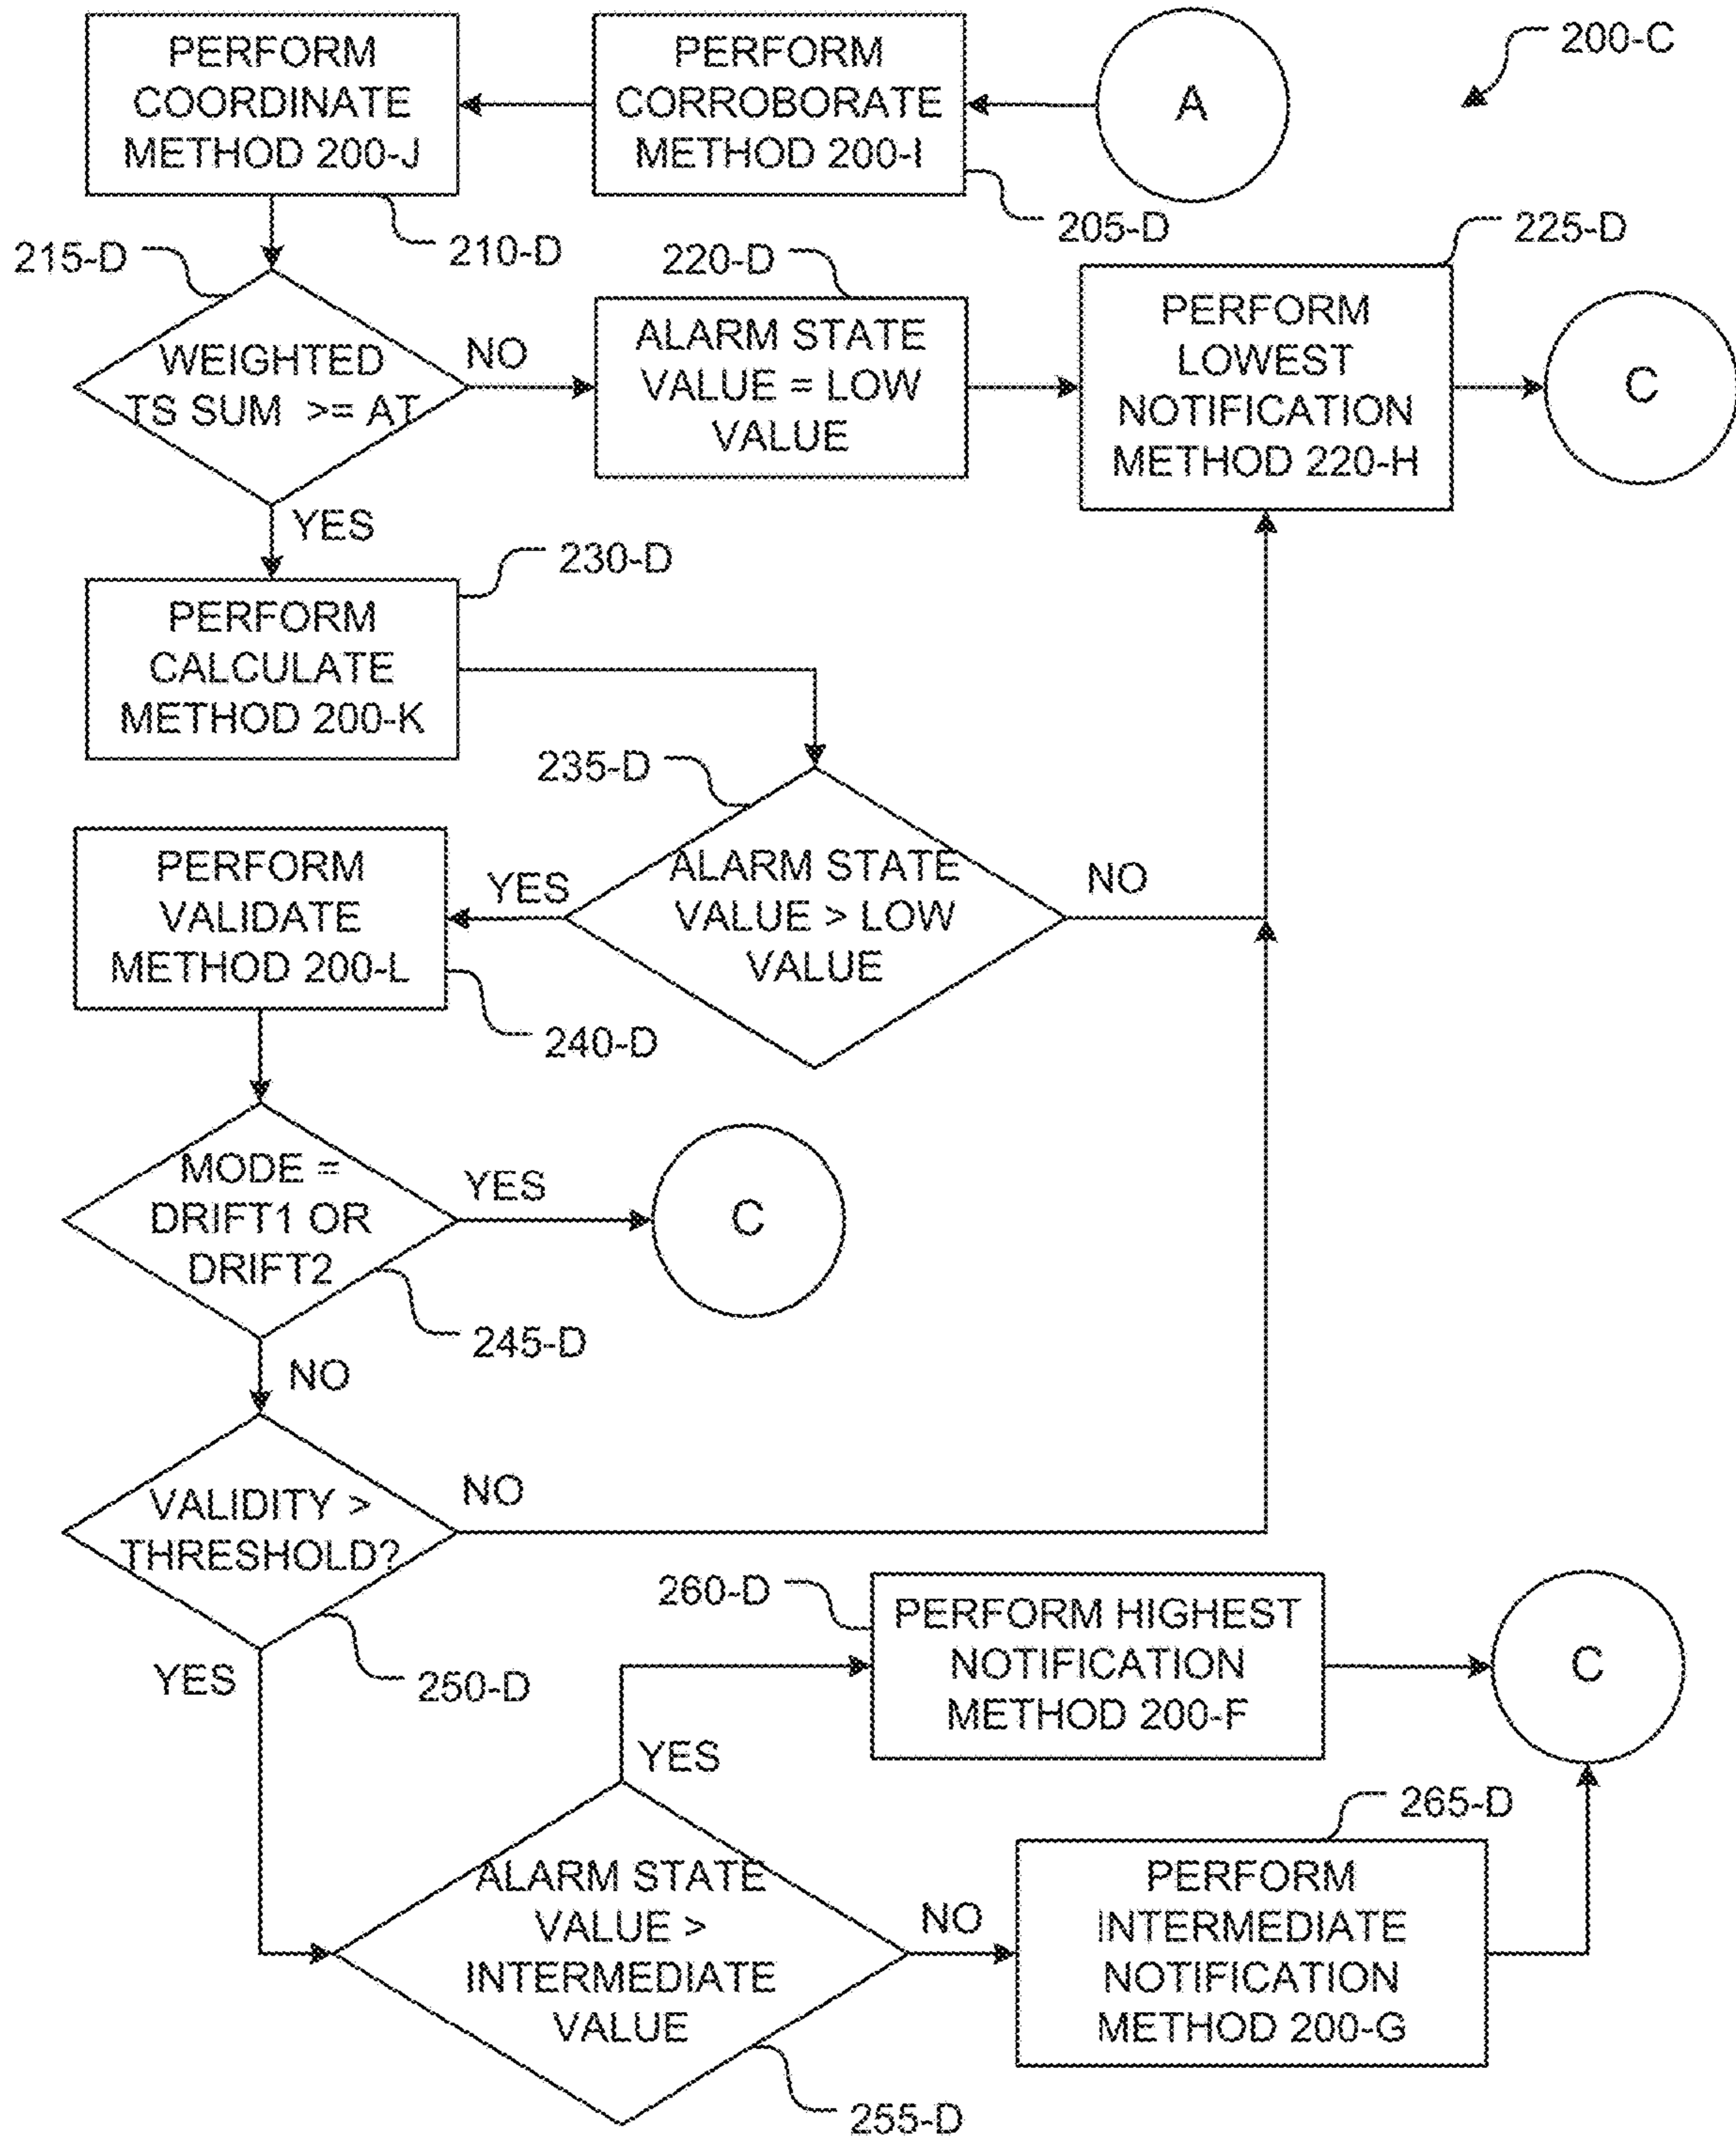 PERFORM
COORDINATE
METHOD 200-J
PERFORM
CORROBORATE
METHOD 200-I
A
200-C
210-D
205-D
215-D
WEIGHTED
TS SUM >= AT
NO
YES
220-D
ALARM STATE
VALUE = LOW
VALUE
225-D
PERFORM
LOWEST
NOTIFICATION
METHOD 220-H
C
230-D
PERFORM
CALCULATE
METHOD 200-K
235-D
ALARM STATE
VALUE > LOW
VALUE
YES
NO
PERFORM
VALIDATE
METHOD 200-L
240-D
MODE =
DRIFT1 OR
DRIFT2
YES
C
245-D
NO
VALIDITY >
THRESHOLD?
NO
YES
250-D
260-D
PERFORM HIGHEST
NOTIFICATION
METHOD 200-F
C
YES
ALARM STATE
VALUE >
INTERMEDIATE
VALUE
NO
255-D
265-D
PERFORM
INTERMEDIATE
NOTIFICATION
METHOD 200-G